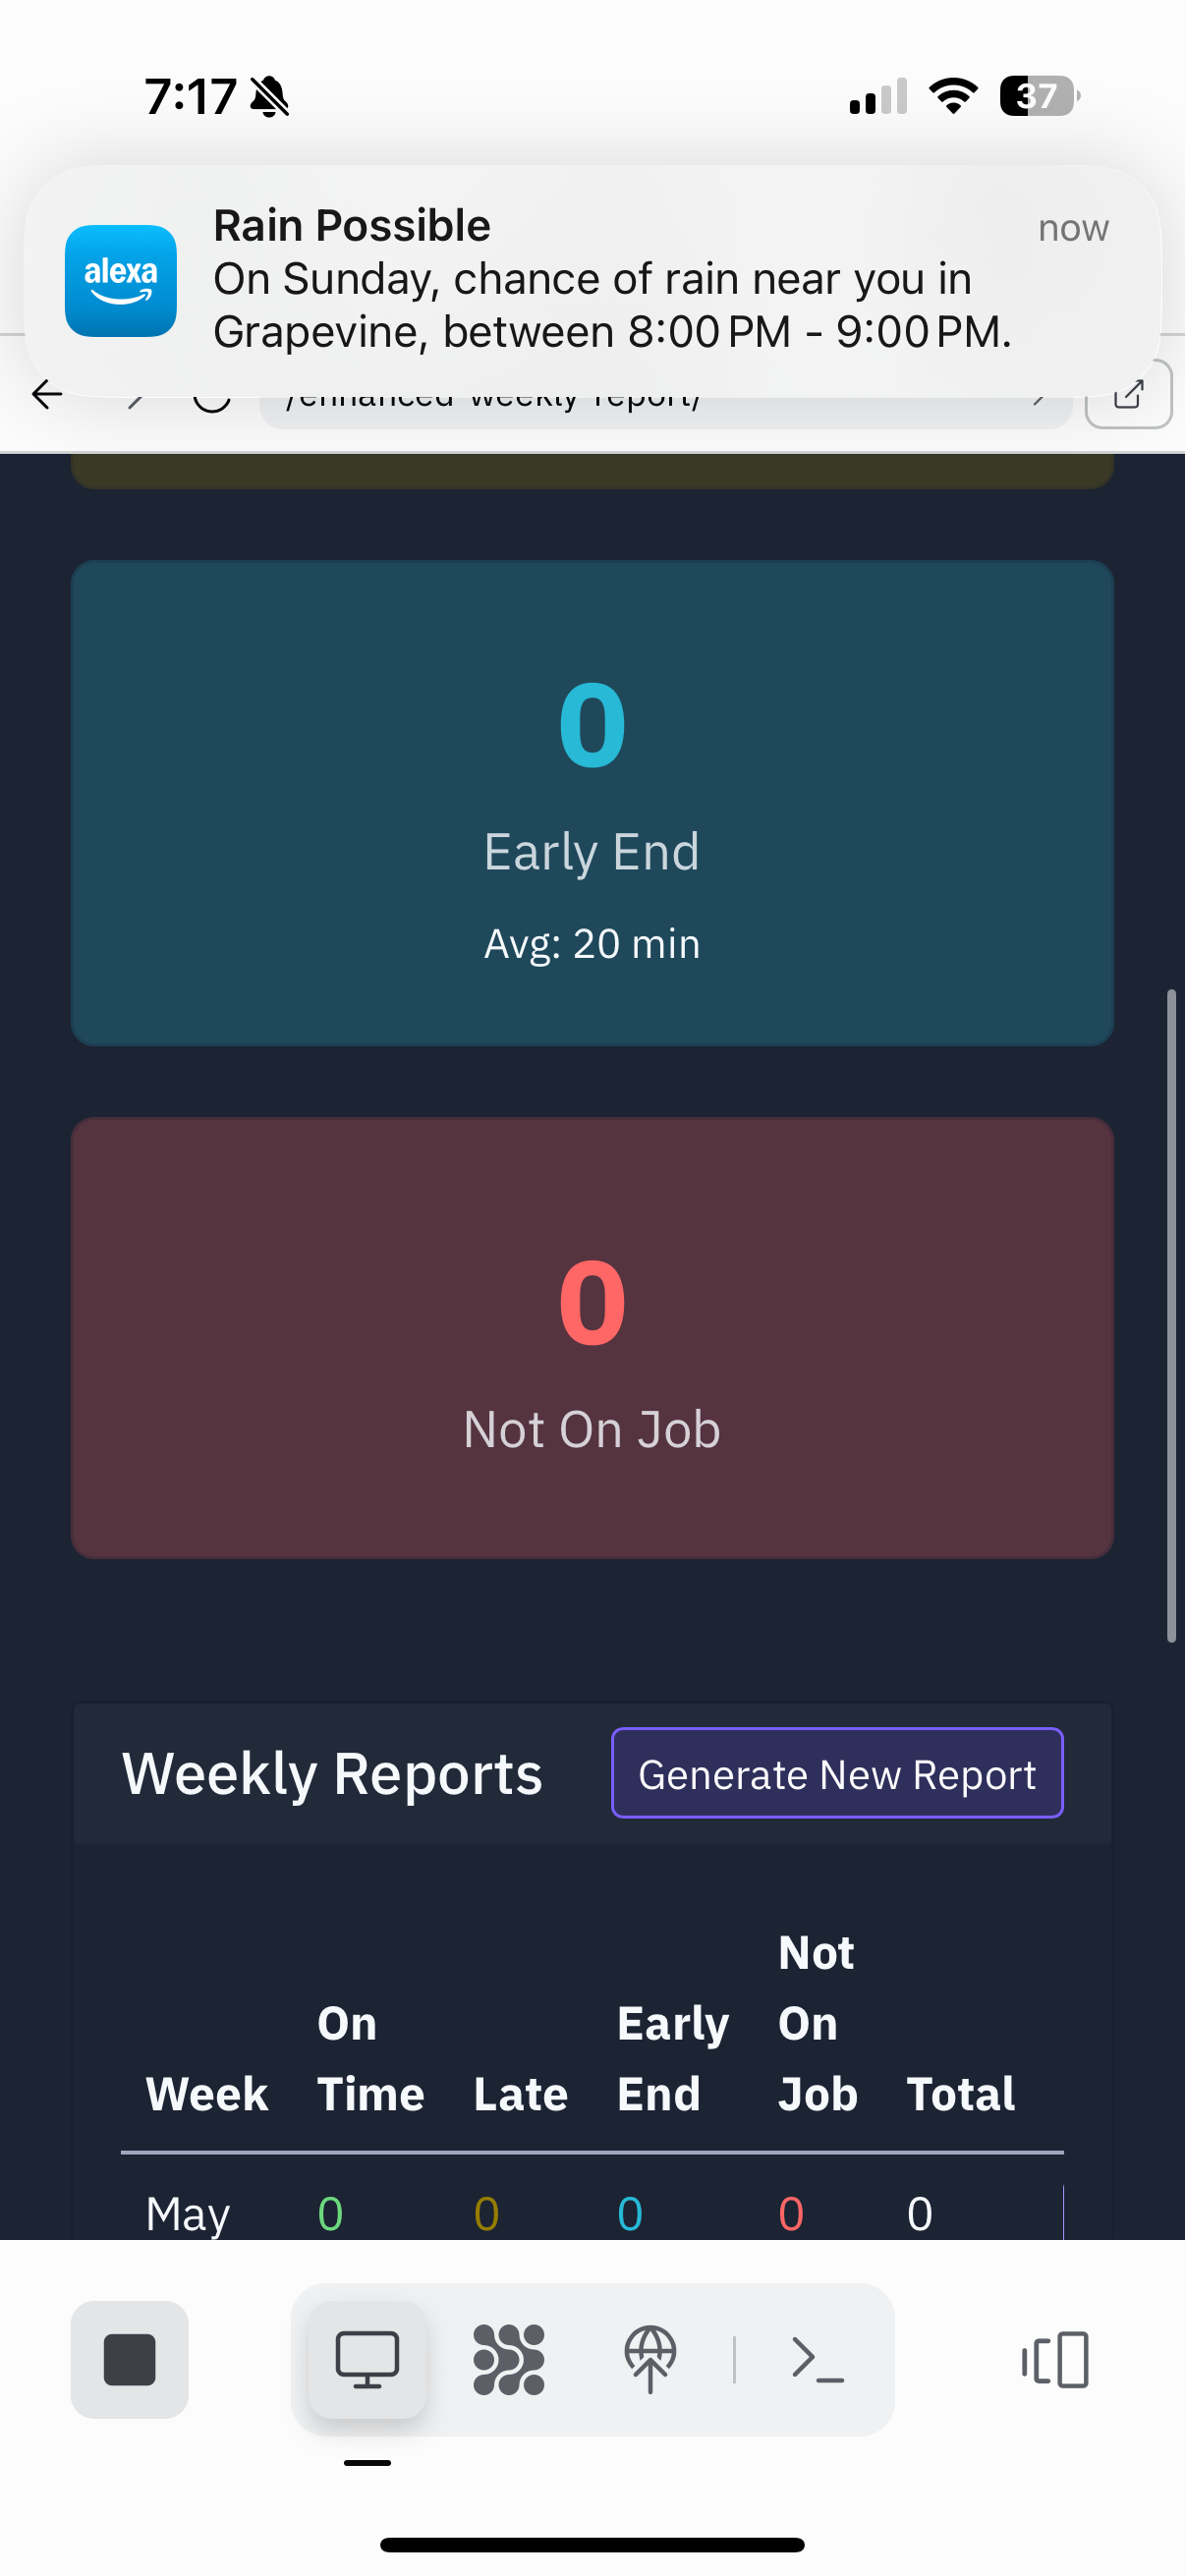 7:17
37
alexa
Rain Possible
now
On Sunday, chance of rain near you in
Grapevine, between 8:00 PM - 9:00 PM.
/enhanced-weekly-report/
0
Early End
Avg: 20 min
0
Not On Job
Weekly Reports
Generate New Report
Week
On
Time
Late
Early
End
Not
On
Job
Total
May
0
0
0
0
0